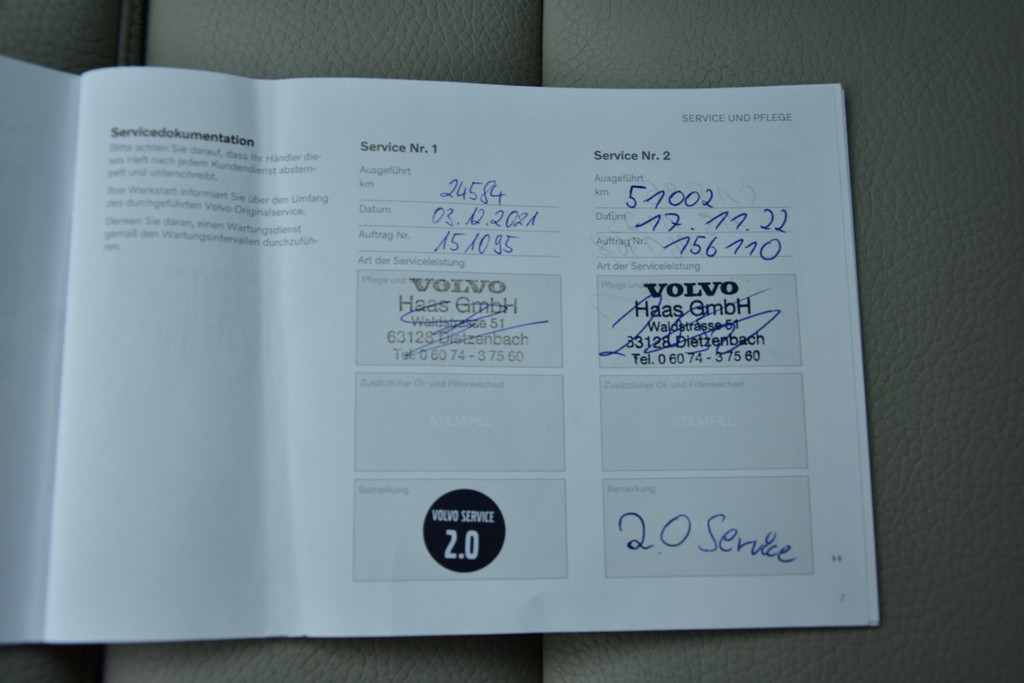 SERVICE UND PFLEGE
Servicedokumentation
Bitte achten Sie darauf, dass Ihr Händler die-
ses Heft nach jedem Kundendienst abstem-
pelt und unterschreibt.
Ihre Werkstatt informiert Sie über den Umfang
des durchgeführten Volvo Originalservice.
Denken Sie daran, einen Wartungsdienst
gemäß den Wartungsintervallen durchzufüh-
ren.
Service Nr. 1
Ausgeführt
km 24584
Datum 03.12.2021
Auftrag Nr. 151095
Art der Serviceleistung
Pflege und
VOLVO
Haas GmbH
Waldstrasse 51
63128 Dietzenbach
Tel. 0 60 74 - 3 75 60
Zusätzlicher Öl- und Filterwechsel
STEMPEL
Bemerkung
VOLVO SERVICE
2.0
Service Nr. 2
Ausgeführt
km 51002
Datum 17.11.22
Auftrag Nr. 156110
Art der Serviceleistung
Pflege und
VOLVO
Haas GmbH
Waldstrasse 51
63128 Dietzenbach
Tel. 0 60 74 - 3 75 60
Zusätzlicher Öl- und Filterwechsel
STEMPEL
Bemerkung
2.0 Service
7